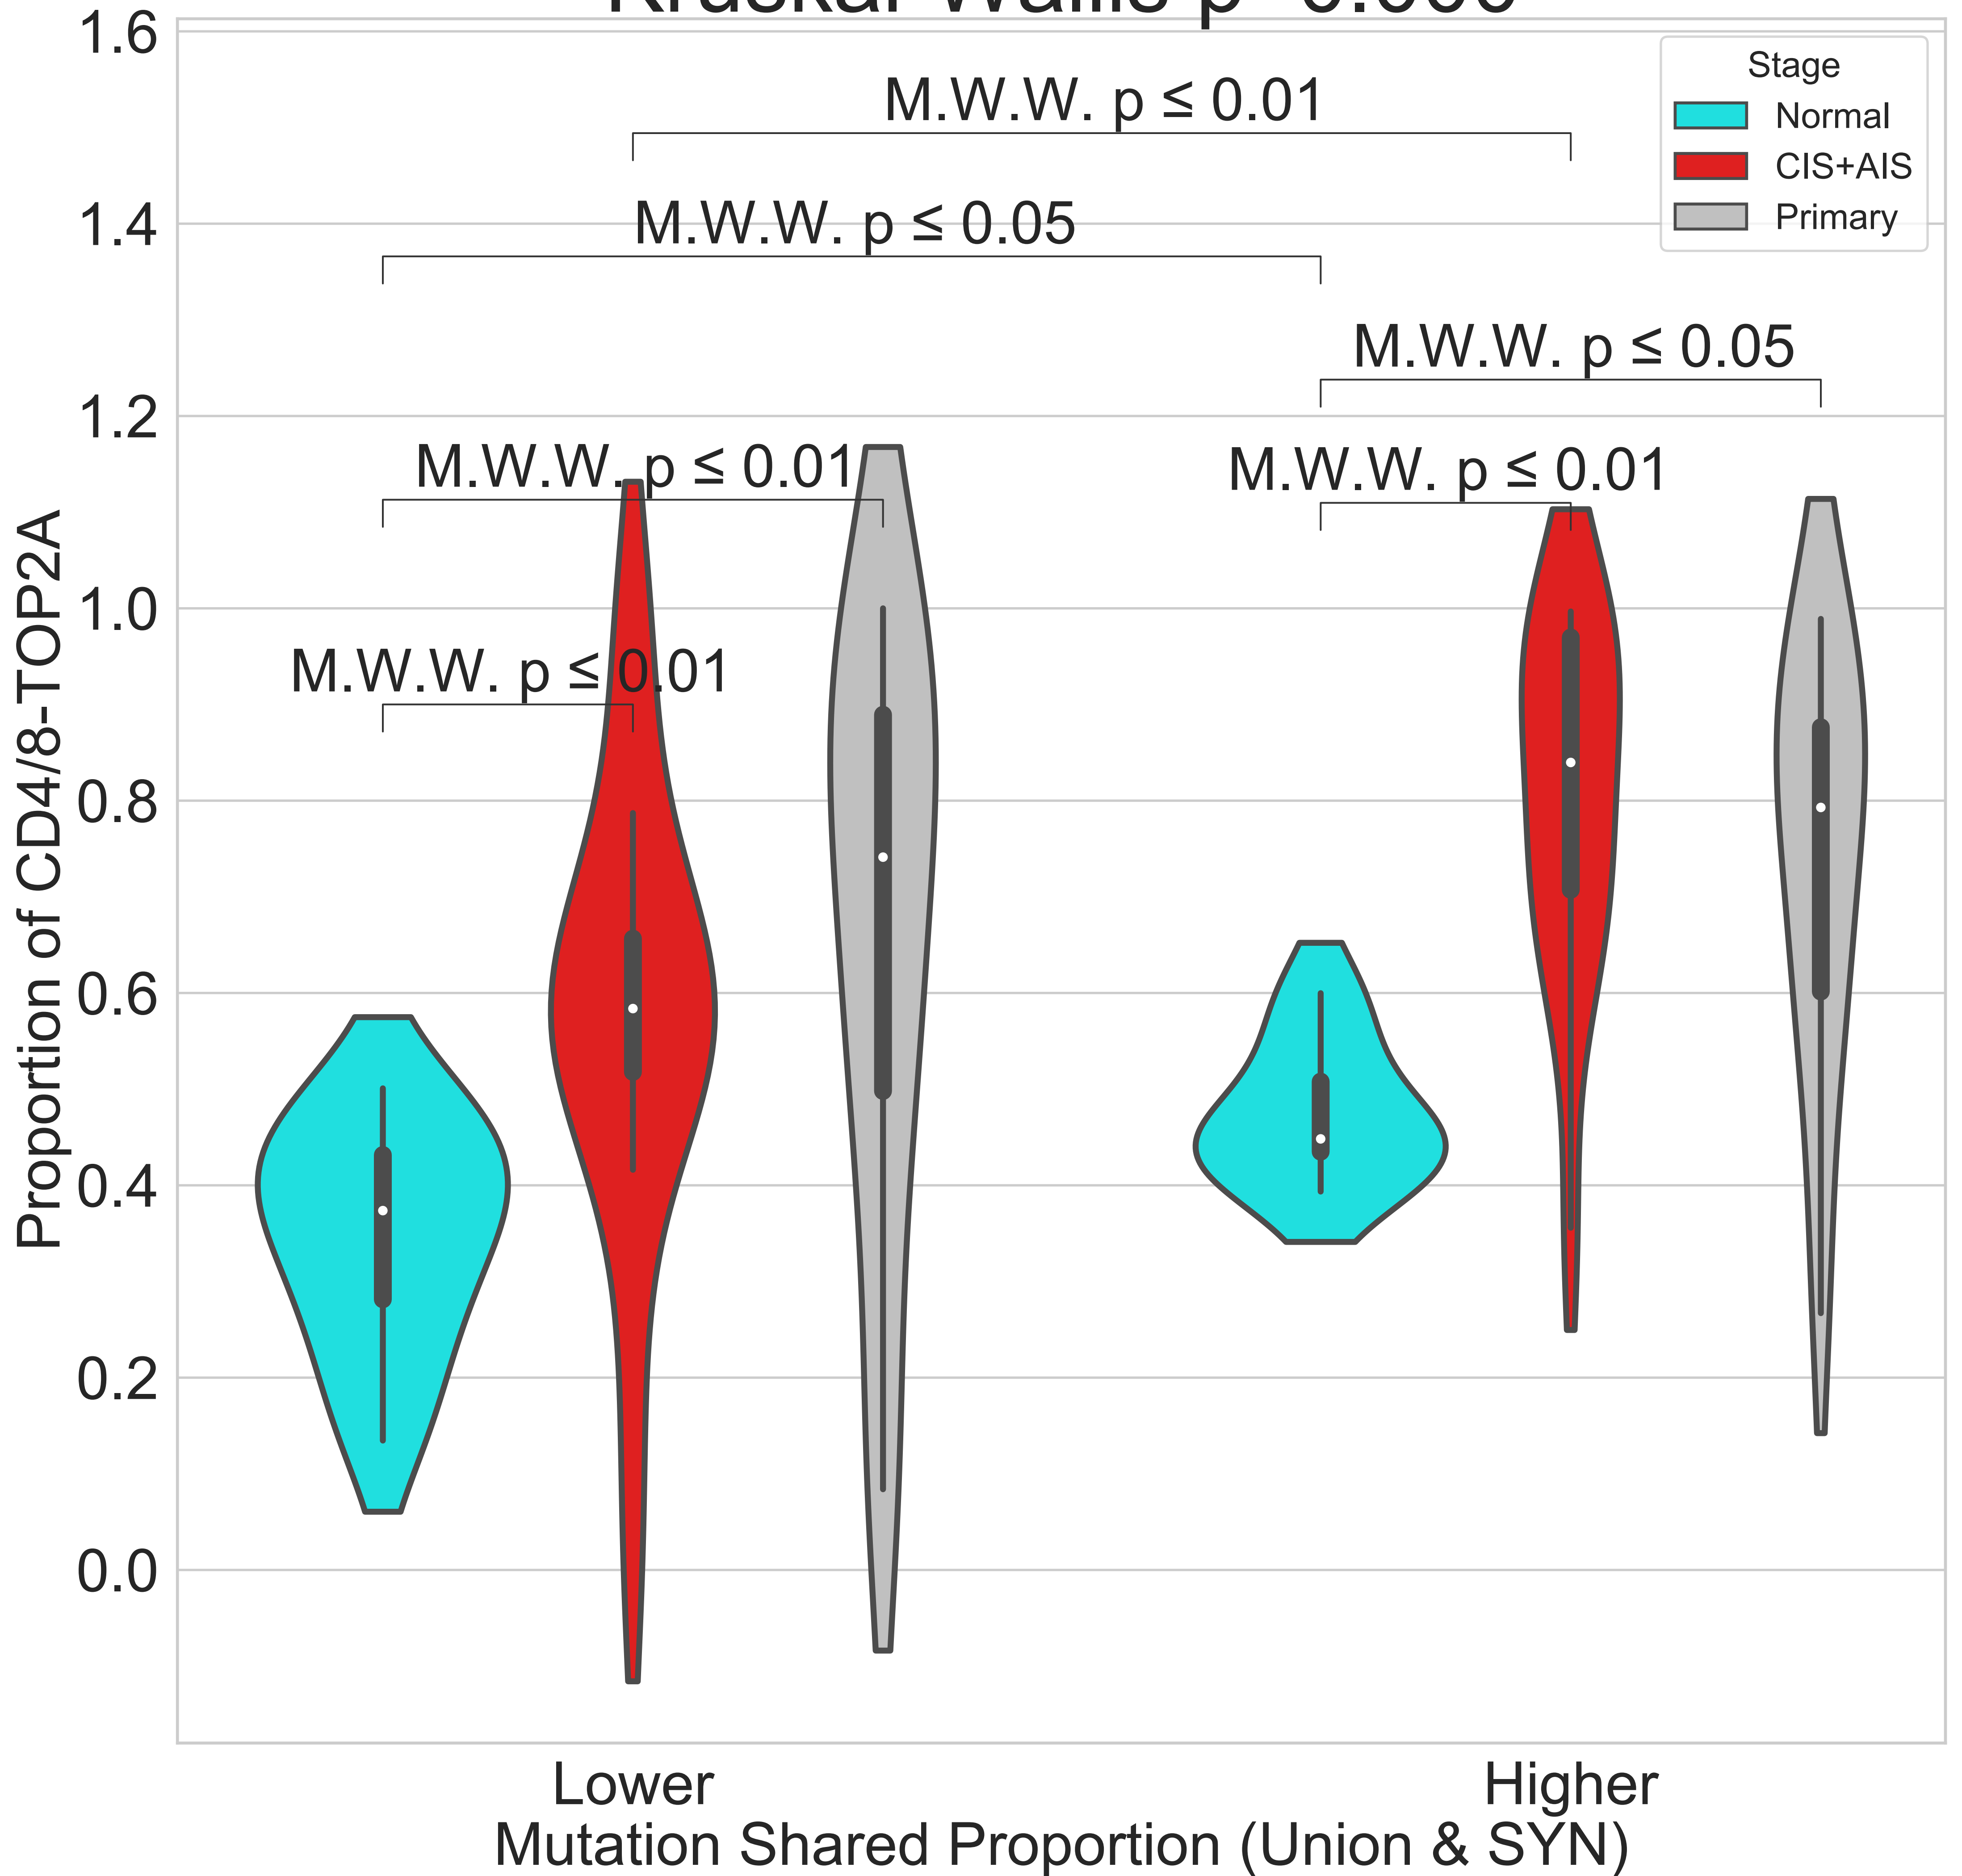 1.6
1.4
1.2
1.0
0.8
0.6
0.4
0.2
0.0
Proportion of CD4/8-TOP2A
M.W.W. p ≤ 0.01
M.W.W. p ≤ 0.05
M.W.W. p ≤ 0.05
M.W.W. p ≤ 0.01
M.W.W. p ≤ 0.01
M.W.W. p ≤ 0.01
Stage
Normal
CIS+AIS
Primary
Lower
Higher
Mutation Shared Proportion (Union & SYN)